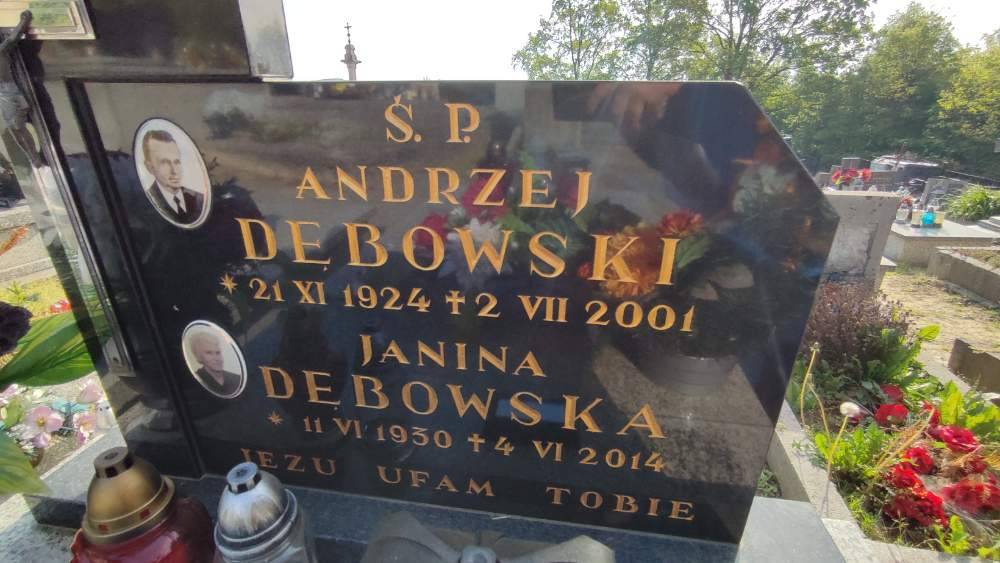 Ś. P.
ANDRZEJ
DĘBOWSKI
* 21 XI 1924 ✝ 2 VII 2001
JANINA
DĘBOWSKA
* 11 VI 1930 ✝ 4 VI 2014
JEZU UFAM TOBIE